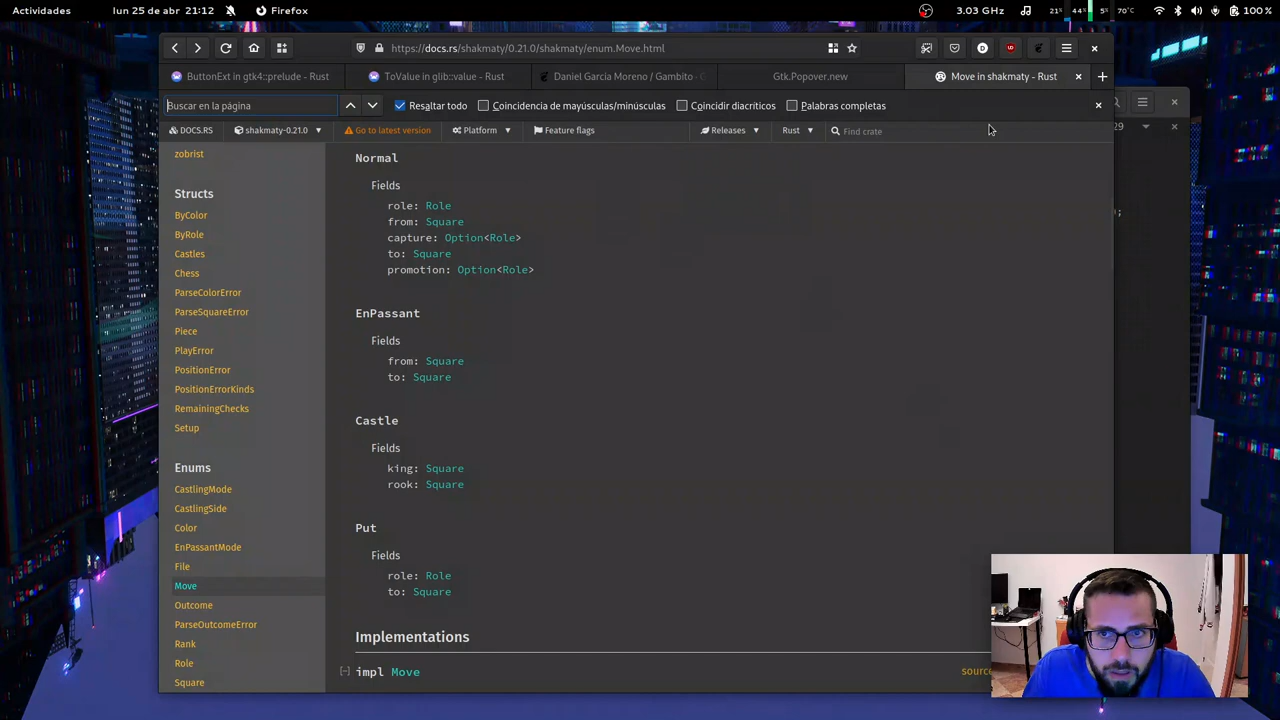 Actividades lun 25 de abr 21:12 Firefox 3.03 GHz 21% 44% 5% 70°C 100 %
https://docs.rs/shakmaty/0.21.0/shakmaty/enum.Move.html
ButtonExt in gtk4::prelude - Rust
ToValue in glib::value - Rust
Daniel García Moreno / Gambito ·
Gtk.Popover.new
Move in shakmaty - Rust
Buscar en la página Resaltar todo Coincidencia de mayúsculas/minúsculas Coincidir diacríticos Palabras completas
DOCS.RS shakmaty-0.21.0 Go to latest version Platform Feature flags Releases Rust Find crate
29
);
zobrist
Structs
ByColor
ByRole
Castles
Chess
ParseColorError
ParseSquareError
Piece
PlayError
PositionError
PositionErrorKinds
RemainingChecks
Setup
Enums
CastlingMode
CastlingSide
Color
EnPassantMode
File
Move
Outcome
ParseOutcomeError
Rank
Role
Square
Normal
Fields
role: Role
from: Square
capture: Option<Role>
to: Square
promotion: Option<Role>
EnPassant
Fields
from: Square
to: Square
Castle
Fields
king: Square
rook: Square
Put
Fields
role: Role
to: Square
Implementations
[-] impl Move
source